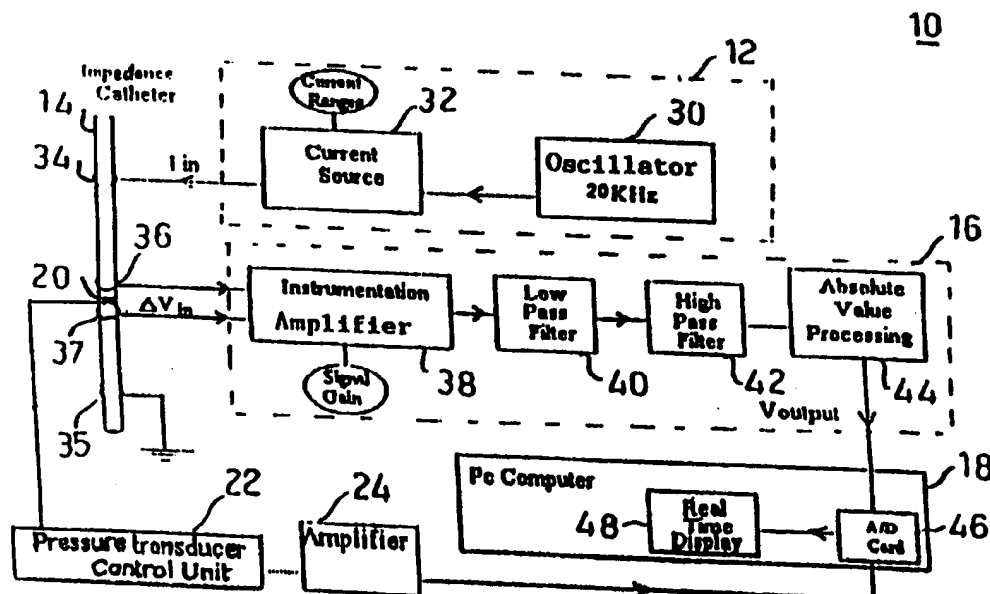 10
12
Impedance
Catheter
Current
Ranges
32
30
14
34
I in
Current
Source
Oscillator
20KHz
16
36
20
ΔV in
37
35
Instrumentation
Amplifier
38
Signal
Gain
Low
Pass
Filter
40
High
Pass
Filter
42
Absolute
Value
Processing
44
Voutput
18
Pc Computer
48
Real
Time
Display
A/D
Card
46
22
24
Pressure transducer
Control Unit
Amplifier